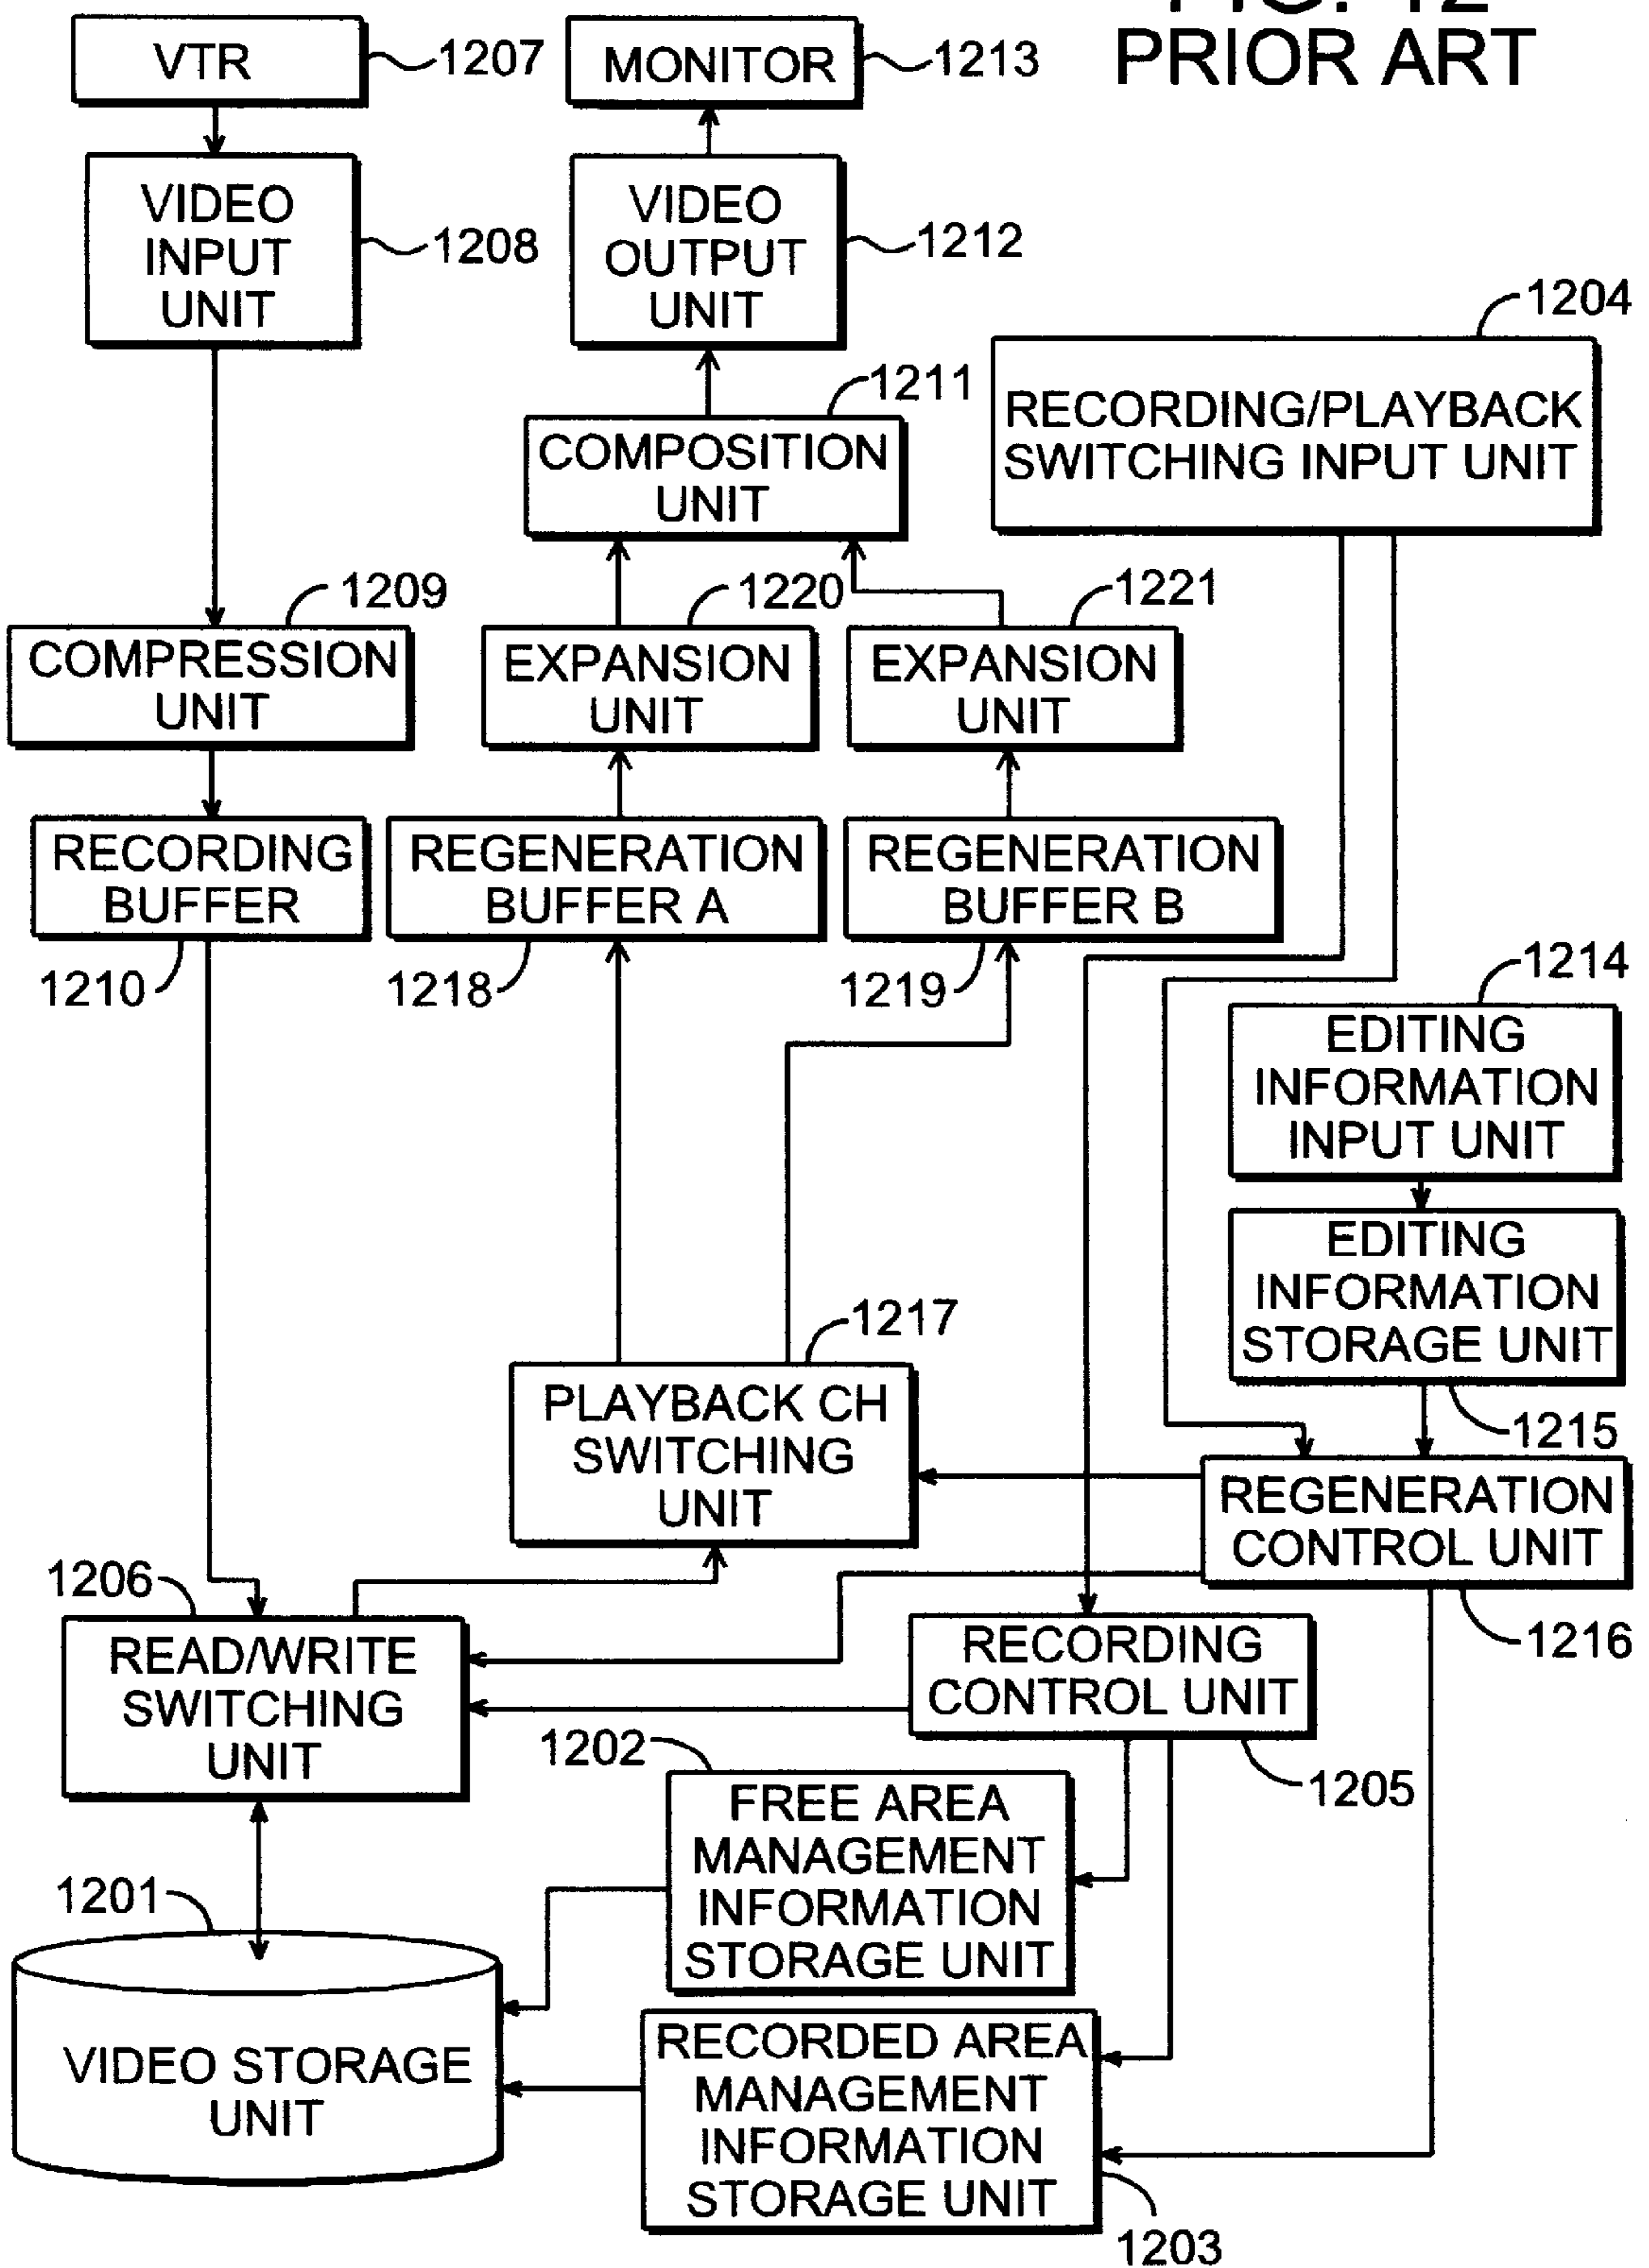 FIG. 12
PRIOR ART
VTR
1207
MONITOR
1213
VIDEO
INPUT
UNIT
1208
VIDEO
OUTPUT
UNIT
1212
1204
RECORDING/PLAYBACK
SWITCHING INPUT UNIT
1211
COMPOSITION
UNIT
1209
COMPRESSION
UNIT
1220
EXPANSION
UNIT
1221
EXPANSION
UNIT
RECORDING
BUFFER
1210
REGENERATION
BUFFER A
1218
REGENERATION
BUFFER B
1219
1214
EDITING
INFORMATION
INPUT UNIT
EDITING
INFORMATION
STORAGE UNIT
1215
1217
PLAYBACK CH
SWITCHING
UNIT
REGENERATION
CONTROL UNIT
1216
1206
READ/WRITE
SWITCHING
UNIT
RECORDING
CONTROL UNIT
1205
1202
FREE AREA
MANAGEMENT
INFORMATION
STORAGE UNIT
1201
VIDEO STORAGE
UNIT
RECORDED AREA
MANAGEMENT
INFORMATION
STORAGE UNIT
1203